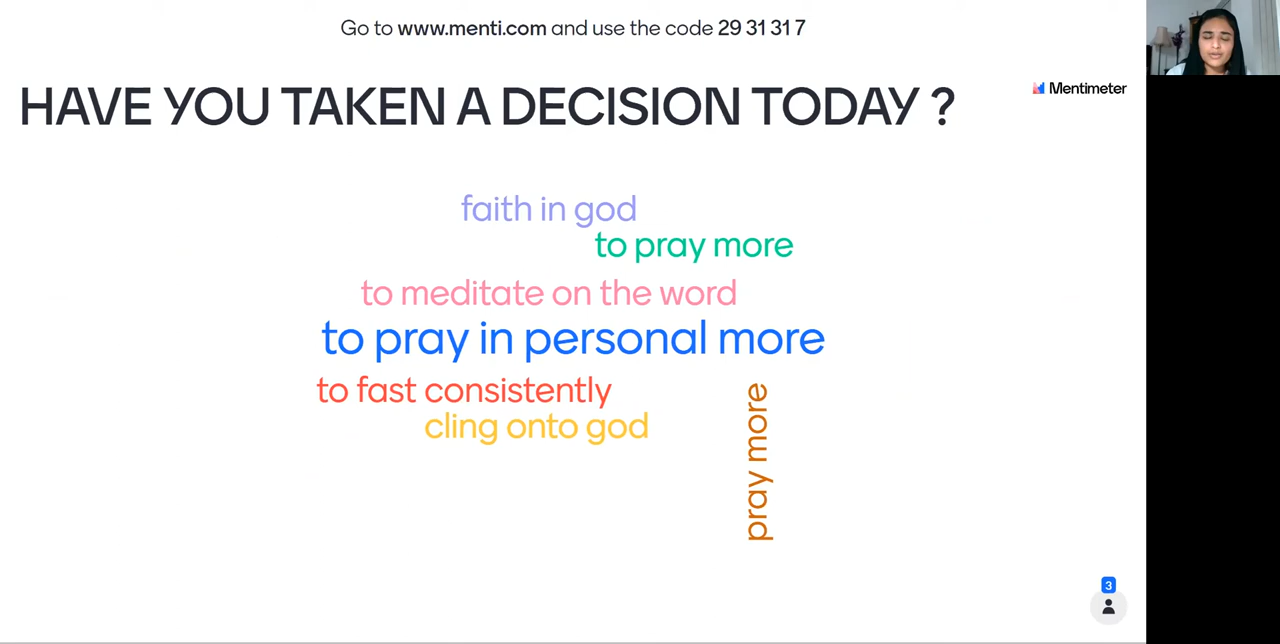 Go to www.menti.com and use the code 29 31 31 7
Mentimeter
HAVE YOU TAKEN A DECISION TODAY ?
faith in god
to pray more
to meditate on the word
to pray in personal more
to fast consistently
cling onto god
pray more
3